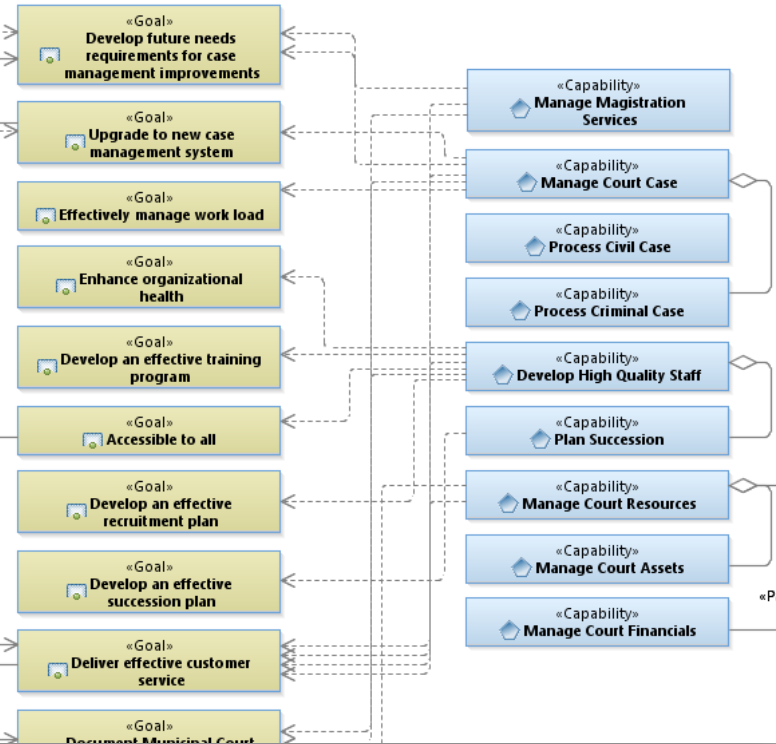 «Goal»
Develop future needs
requirements for case
management improvements
«Goal»
Upgrade to new case
management system
«Goal»
Effectively manage work load
«Goal»
Enhance organizational
health
«Goal»
Develop an effective training
program
«Goal»
Accessible to all
«Goal»
Develop an effective
recruitment plan
«Goal»
Develop an effective
succession plan
«Goal»
Deliver effective customer
service
«Goal»
Document Municipal Court
«Capability»
Manage Magistration
Services
«Capability»
Manage Court Case
«Capability»
Process Civil Case
«Capability»
Process Criminal Case
«Capability»
Develop High Quality Staff
«Capability»
Plan Succession
«Capability»
Manage Court Resources
«Capability»
Manage Court Assets
«Capability»
Manage Court Financials
«P